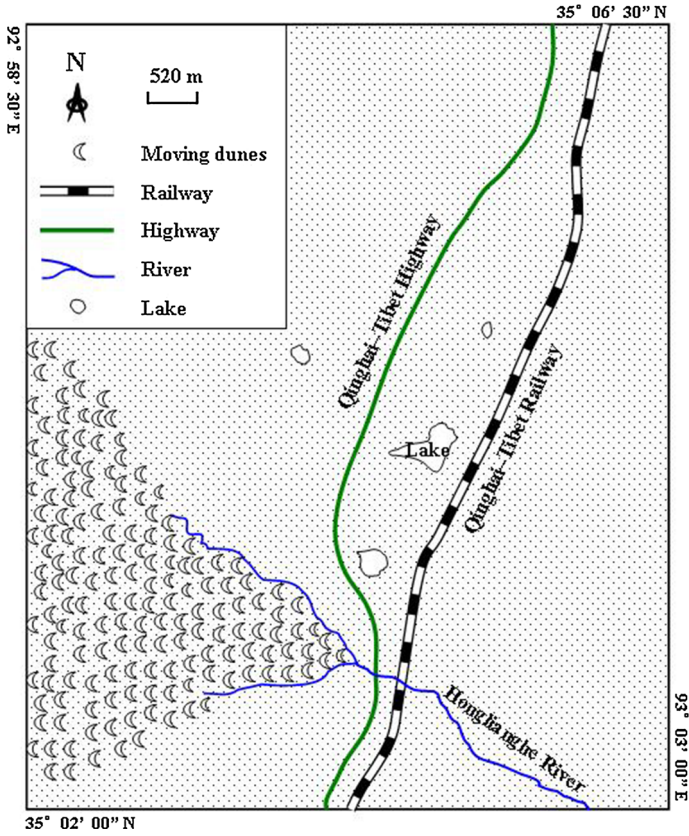 35° 06' 30" N
92° 58' 30" E
N
520 m
Moving dunes
Railway
Highway
River
Lake
Qinghai-Tibet Highway
Lake
Qinghai-Tibet Railway
Honglianghe River
93° 03' 00" E
35° 02' 00" N